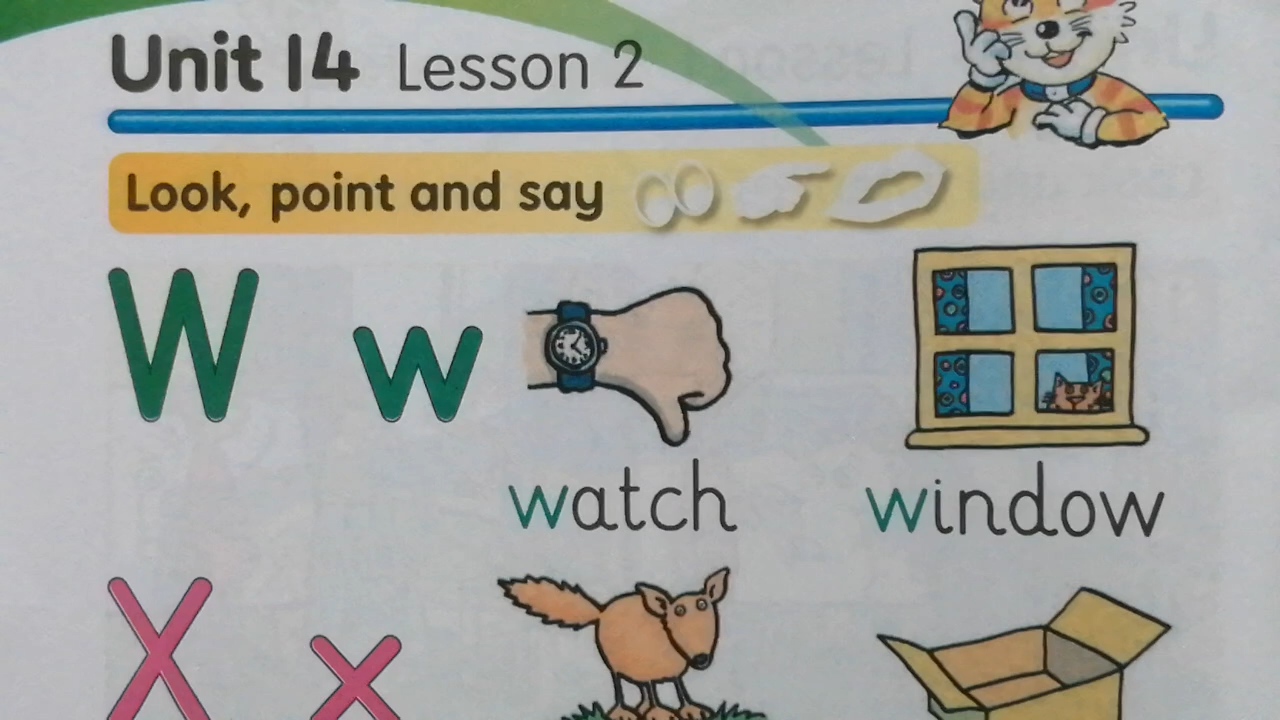 Unit 14 Lesson 2
Look, point and say
W w
watch window
X x